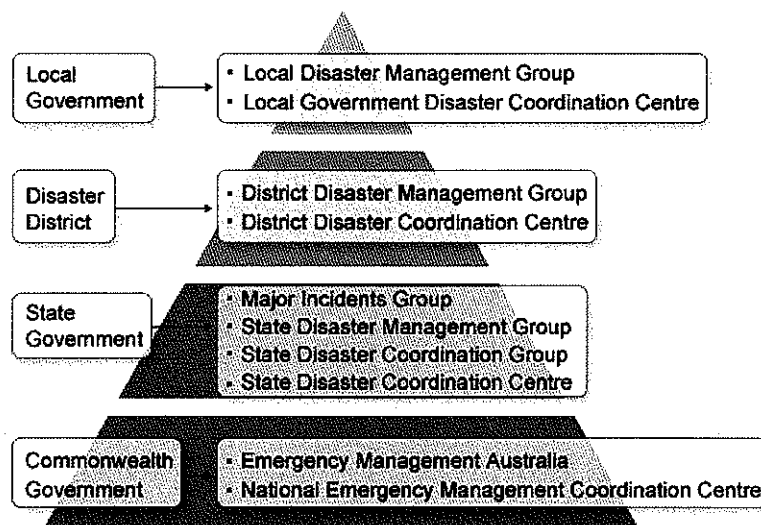 Local
Government
· Local Disaster Management Group
· Local Government Disaster Coordination Centre
Disaster
District
· District Disaster Management Group
· District Disaster Coordination Centre
State
Government
· Major Incidents Group
· State Disaster Management Group
· State Disaster Coordination Group
· State Disaster Coordination Centre
Commonwealth
Government
· Emergency Management Australia
· National Emergency Management Coordination Centre